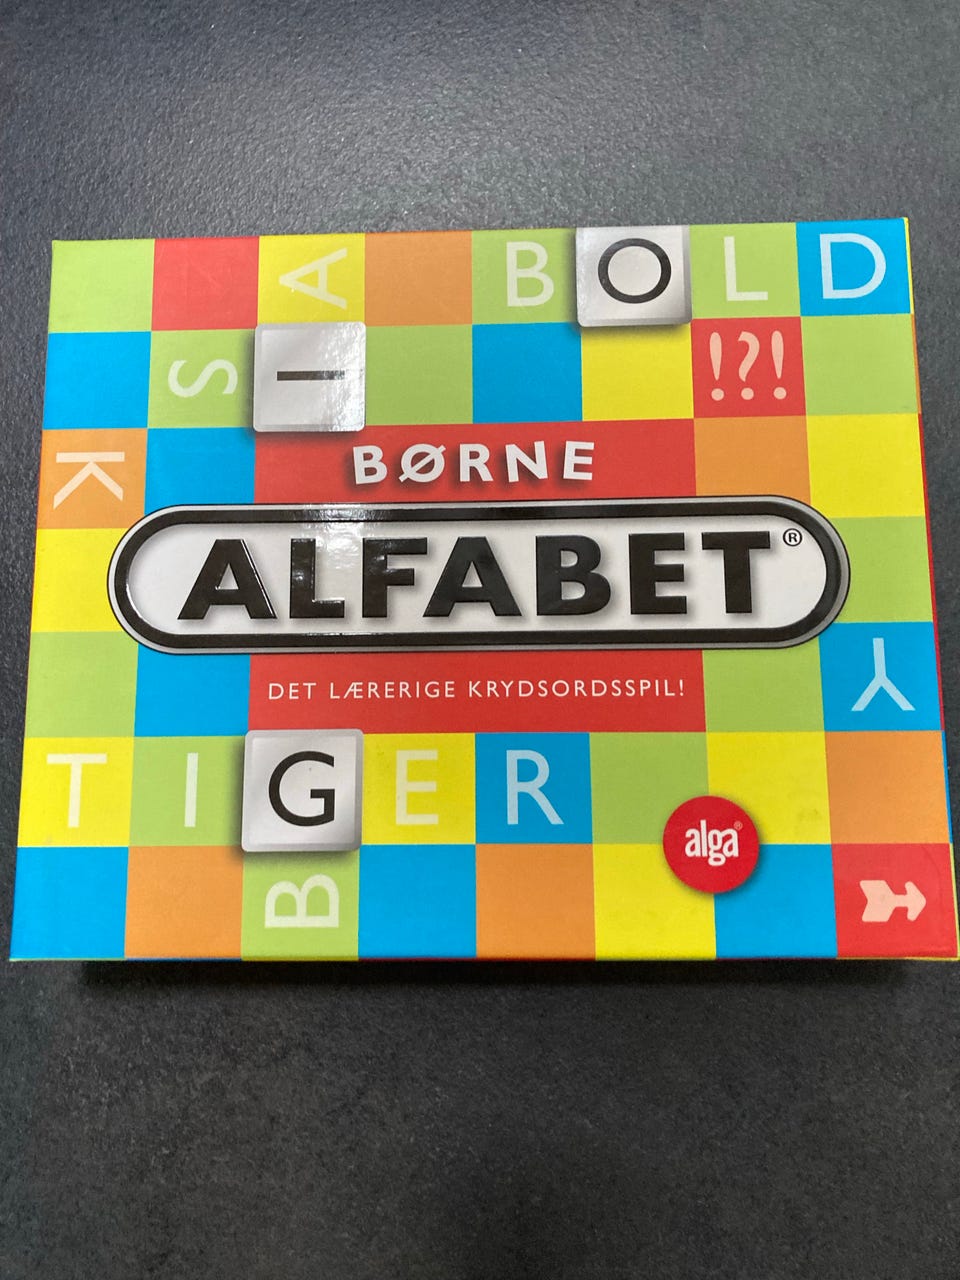 A BOLD
S I !?!
K
BØRNE
ALFABET®
DET LÆRERIGE KRYDSORDSSPIL!
Y
TIGER
alga®
B